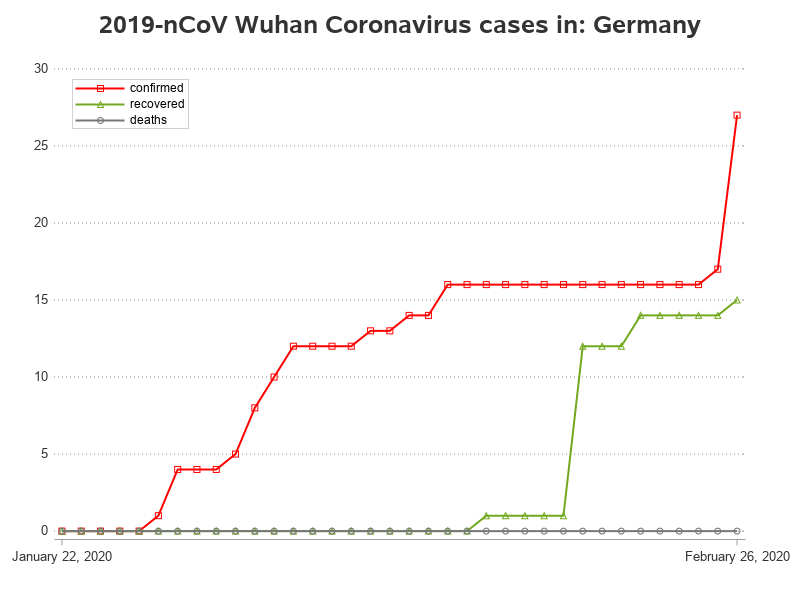 2019-nCoV Wuhan Coronavirus cases in: Germany
30
confirmed
recovered
deaths
25
20
15
10
5
0
January 22, 2020
February 26, 2020